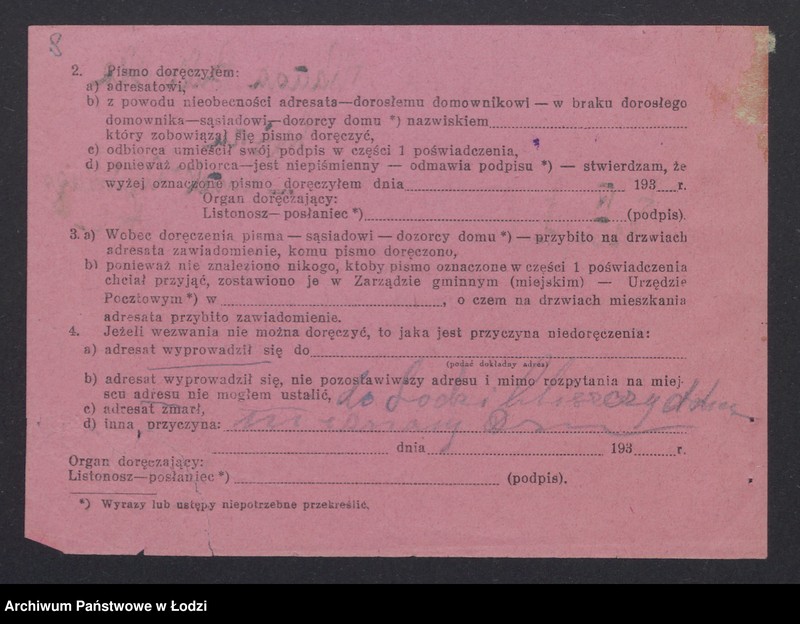 8
2. Pismo doręczyłem:
a) adresatowi,
b) z powodu nieobecności adresata—dorosłemu domownikowi — w braku dorosłego
domownika—sąsiadowi—dozorcy domu *) nazwiskiem
który zobowiązał się pismo doręczyć,
c) odbiorca umieścił swój podpis w części 1 poświadczenia,
d) ponieważ odbiorca—jest niepiśmienny — odmawia podpisu *) — stwierdzam, że
wyżej oznaczone pismo doręczyłem dnia 193 r.
Organ doręczający:
Listonosz—posłaniec *) (podpis).
3. a) Wobec doręczenia pisma — sąsiadowi — dozorcy domu *) — przybito na drzwiach
adresata zawiadomienie, komu pismo doręczono,
b) ponieważ nie znaleziono nikogo, ktoby pismo oznaczone w części 1 poświadczenia
chciał przyjąć, zostawiono je w Zarządzie gminnym (miejskim) — Urzędzie
Pocztowym *) w , o czem na drzwiach mieszkania
adresata przybito zawiadomienie.
4. Jeżeli wezwania nie można doręczyć, to jaka jest przyczyna niedoręczenia:
a) adresat wyprowadził się do
(podać dokładny adres)
b) adresat wyprowadził się, nie pozostawiwszy adresu i mimo rozpytania na miej-
scu adresu nie mogłem ustalić, do Łodzi
c) adresat zmarł,
d) inna przyczyna:
dnia 193 r.
Organ doręczający:
Listonosz—posłaniec *) (podpis).
*) Wyrazy lub ustępy niepotrzebne przekreślić.
Archiwum Państwowe w Łodzi